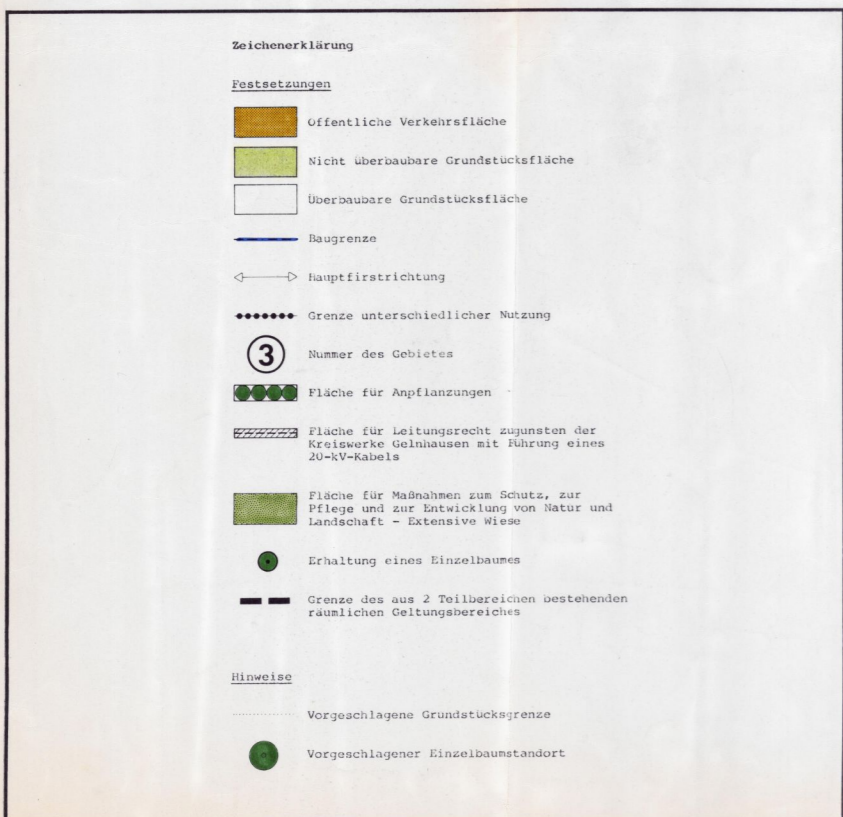 Zeichenerklärung
Festsetzungen
Öffentliche Verkehrsfläche
Nicht überbaubare Grundstücksfläche
Überbaubare Grundstücksfläche
Baugrenze
Hauptfirstrichtung
Grenze unterschiedlicher Nutzung
3 Nummer des Gebietes
Fläche für Anpflanzungen
Fläche für Leitungsrecht zugunsten der
Kreiswerke Gelnhausen mit Führung eines
20-kV-Kabels
Fläche für Maßnahmen zum Schutz, zur
Pflege und zur Entwicklung von Natur und
Landschaft - Extensive Wiese
Erhaltung eines Einzelbaumes
Grenze des aus 2 Teilbereichen bestehenden
räumlichen Geltungsbereiches
Hinweise
Vorgeschlagene Grundstücksgrenze
Vorgeschlagener Einzelbaumstandort